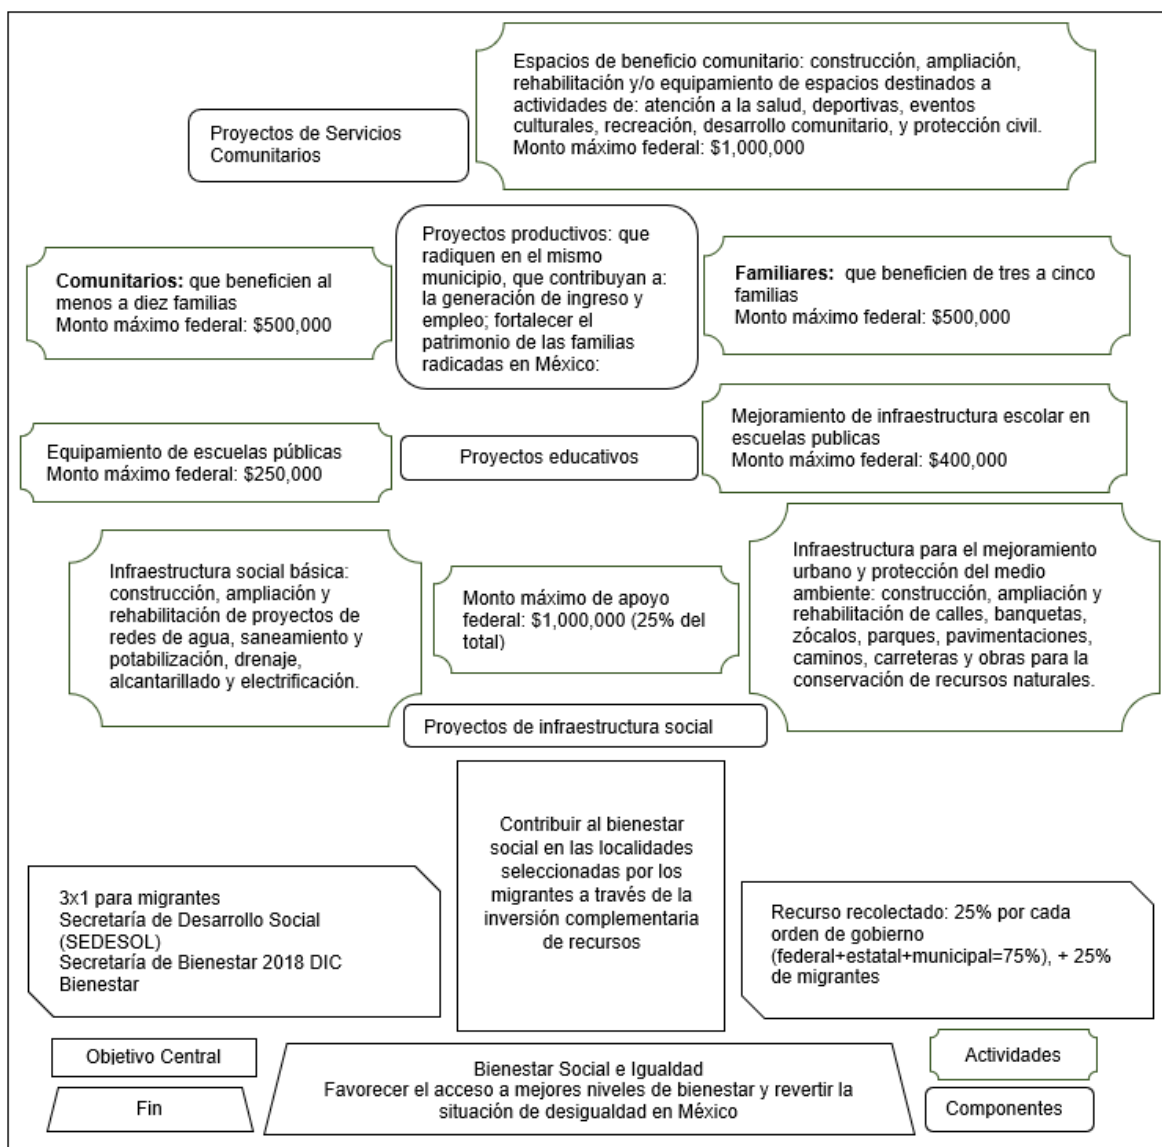 Espacios de beneficio comunitario: construcción, ampliación,
rehabilitación y/o equipamiento de espacios destinados a
actividades de: atención a la salud, deportivas, eventos
culturales, recreación, desarrollo comunitario, y protección civil.
Monto máximo federal: $1,000,000
Proyectos de Servicios
Comunitarios
Comunitarios: que beneficien al
menos a diez familias
Monto máximo federal: $500,000
Proyectos productivos: que
radiquen en el mismo
municipio, que contribuyan a:
la generación de ingreso y
empleo; fortalecer el
patrimonio de las familias
radicadas en México:
Familiares: que beneficien de tres a cinco
familias
Monto máximo federal: $500,000
Equipamiento de escuelas públicas
Monto máximo federal: $250,000
Proyectos educativos
Mejoramiento de infraestructura escolar en
escuelas publicas
Monto máximo federal: $400,000
Infraestructura social básica:
construcción, ampliación y
rehabilitación de proyectos de
redes de agua, saneamiento y
potabilización, drenaje,
alcantarillado y electrificación.
Monto máximo de apoyo
federal: $1,000,000 (25% del
total)
Infraestructura para el mejoramiento
urbano y protección del medio
ambiente: construcción, ampliación y
rehabilitación de calles, banquetas,
zócalos, parques, pavimentaciones,
caminos, carreteras y obras para la
conservación de recursos naturales.
Proyectos de infraestructura social
Contribuir al bienestar
social en las localidades
seleccionadas por los
migrantes a través de la
inversión complementaria
de recursos
3x1 para migrantes
Secretaría de Desarrollo Social
(SEDESOL)
Secretaría de Bienestar 2018 DIC
Bienestar
Recurso recolectado: 25% por cada
orden de gobierno
(federal+estatal+municipal=75%), + 25%
de migrantes
Objetivo Central
Fin
Bienestar Social e Igualdad
Favorecer el acceso a mejores niveles de bienestar y revertir la
situación de desigualdad en México
Actividades
Componentes